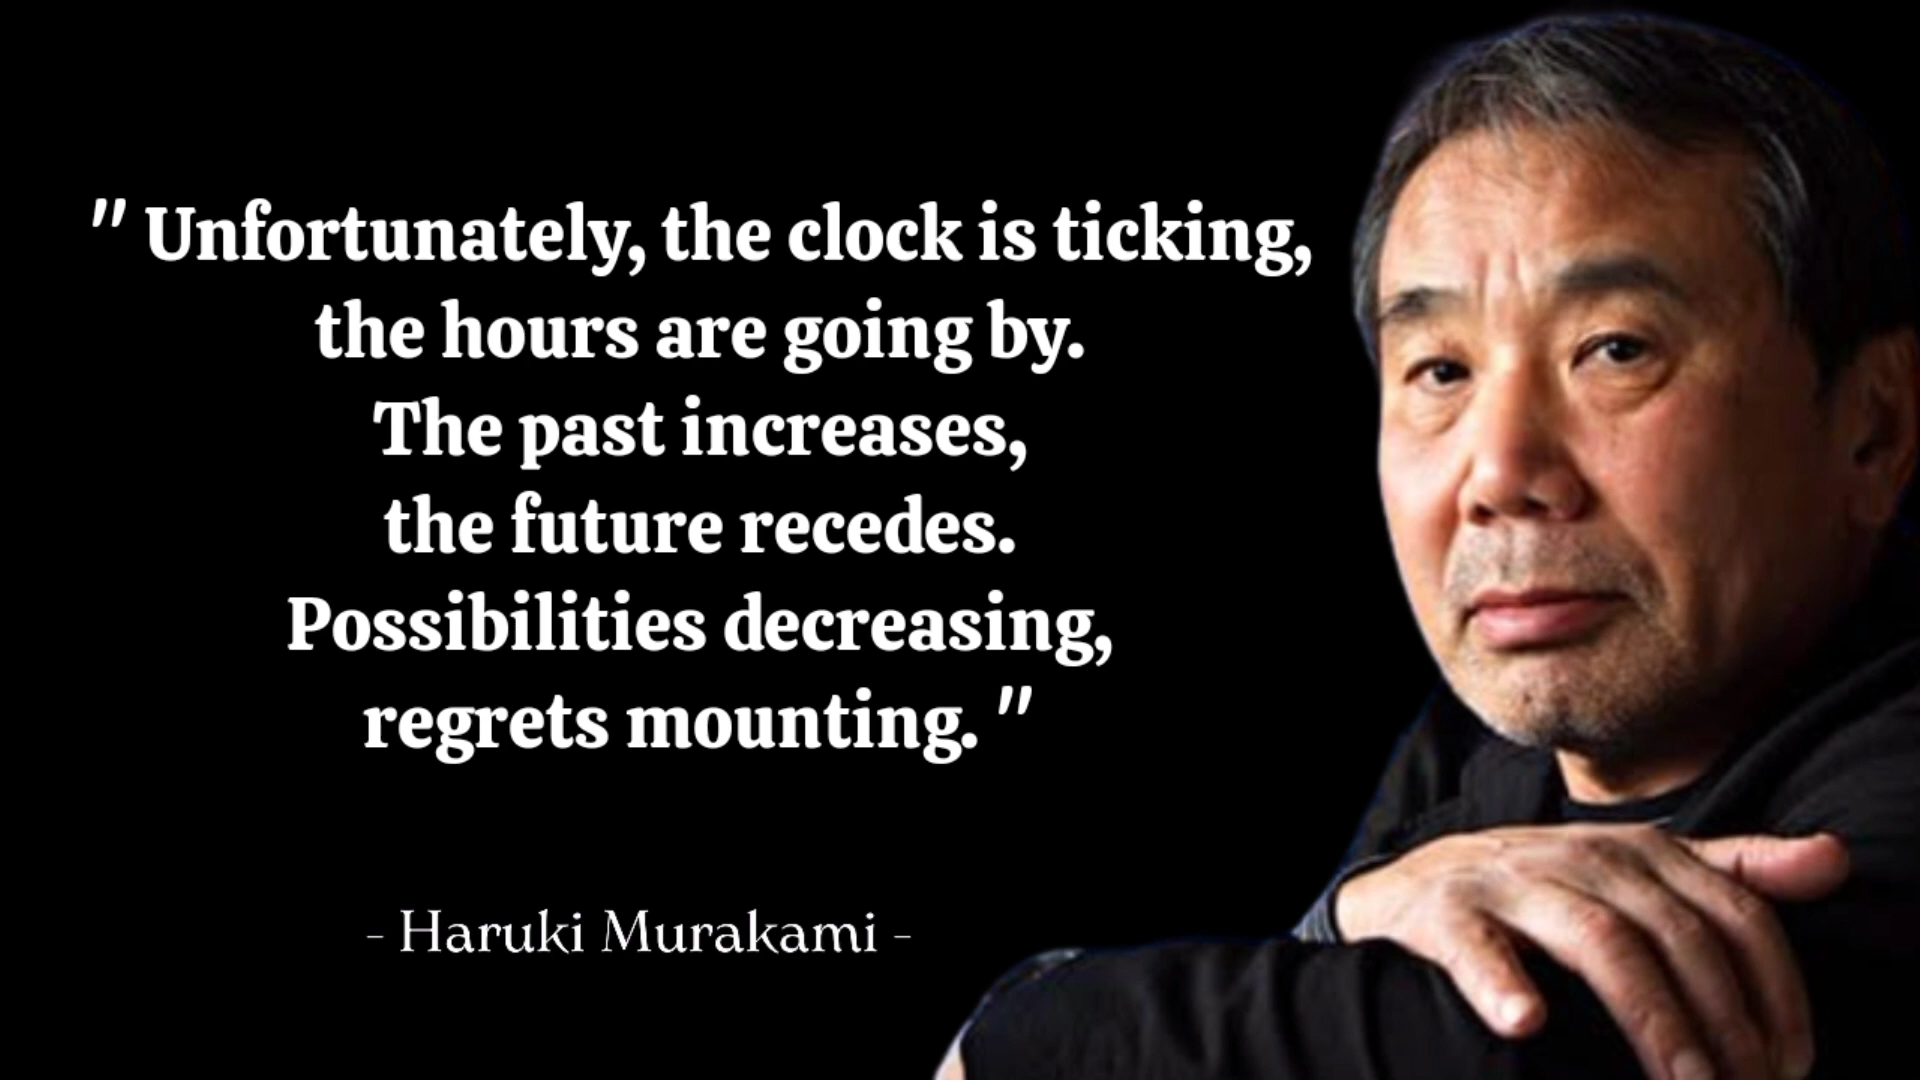 " Unfortunately, the clock is ticking,
the hours are going by.
The past increases,
the future recedes.
Possibilities decreasing,
regrets mounting. "
- Haruki Murakami -